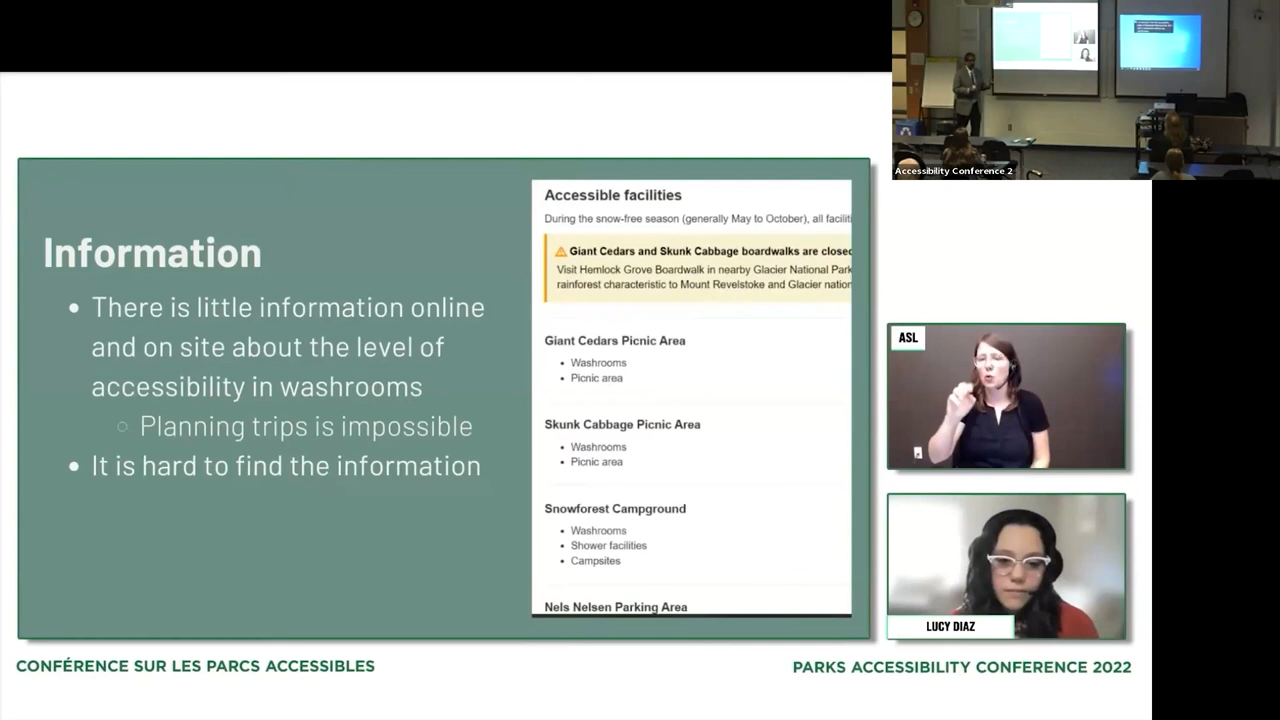 Accessibility Conference 2
Information
• There is little information online
and on site about the level of
accessibility in washrooms
○ Planning trips is impossible
• It is hard to find the information
Accessible facilities
During the snow-free season (generally May to October), all faciliti
Giant Cedars and Skunk Cabbage boardwalks are closed
Visit Hemlock Grove Boardwalk in nearby Glacier National Park
rainforest characteristic to Mount Revelstoke and Glacier nation
Giant Cedars Picnic Area
• Washrooms
• Picnic area
Skunk Cabbage Picnic Area
• Washrooms
• Picnic area
Snowforest Campground
• Washrooms
• Shower facilities
• Campsites
Nels Nelsen Parking Area
ASL
LUCY DIAZ
CONFÉRENCE SUR LES PARCS ACCESSIBLES
PARKS ACCESSIBILITY CONFERENCE 2022